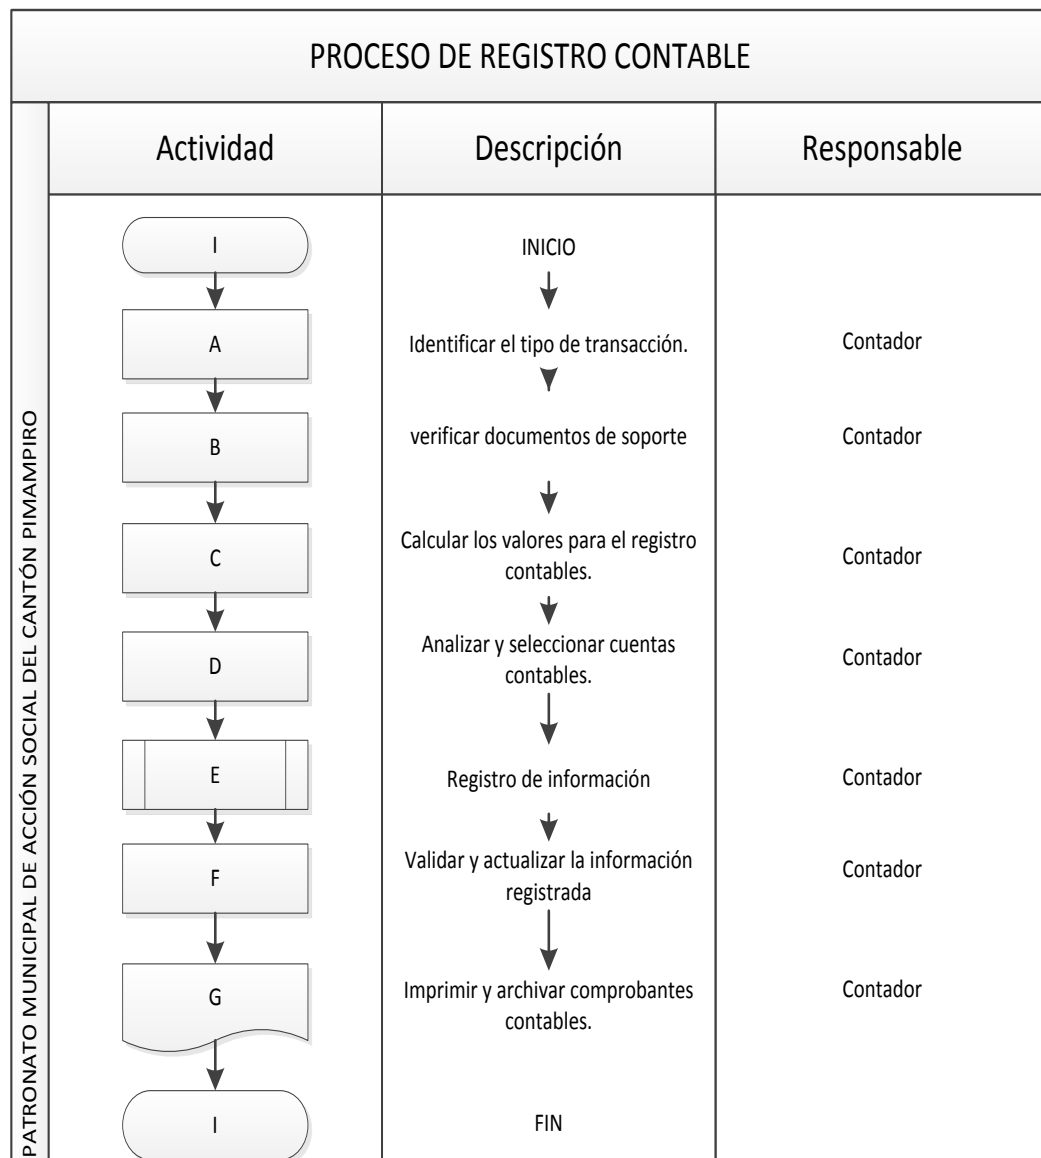 PROCESO DE REGISTRO CONTABLE
Actividad
Descripción
Responsable
PATRONATO MUNICIPAL DE ACCIÓN SOCIAL DEL CANTÓN PIMAMPIRO
I
INICIO
A
Identificar el tipo de transacción.
Contador
B
verificar documentos de soporte
Contador
C
Calcular los valores para el registro
contables.
Contador
D
Analizar y seleccionar cuentas
contables.
Contador
E
Registro de información
Contador
F
Validar y actualizar la información
registrada
Contador
G
Imprimir y archivar comprobantes
contables.
Contador
I
FIN